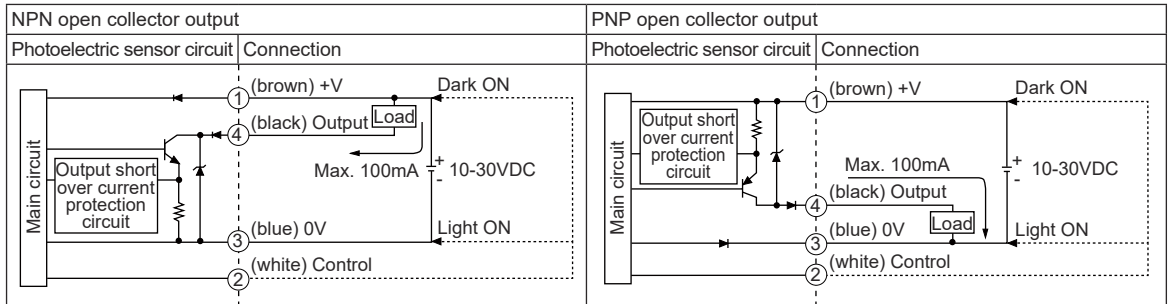 NPN open collector output
Photoelectric sensor circuit
Connection
Main circuit
Output short
over current
protection
circuit
1
(brown) +V
Dark ON
Load
4
(black) Output
Max. 100mA
+
-
10-30VDC
3
(blue) 0V
Light ON
2
(white) Control
PNP open collector output
Photoelectric sensor circuit
Connection
Main circuit
Output short
over current
protection
circuit
1
(brown) +V
Dark ON
Max. 100mA
+
-
10-30VDC
4
(black) Output
Load
3
(blue) 0V
Light ON
2
(white) Control